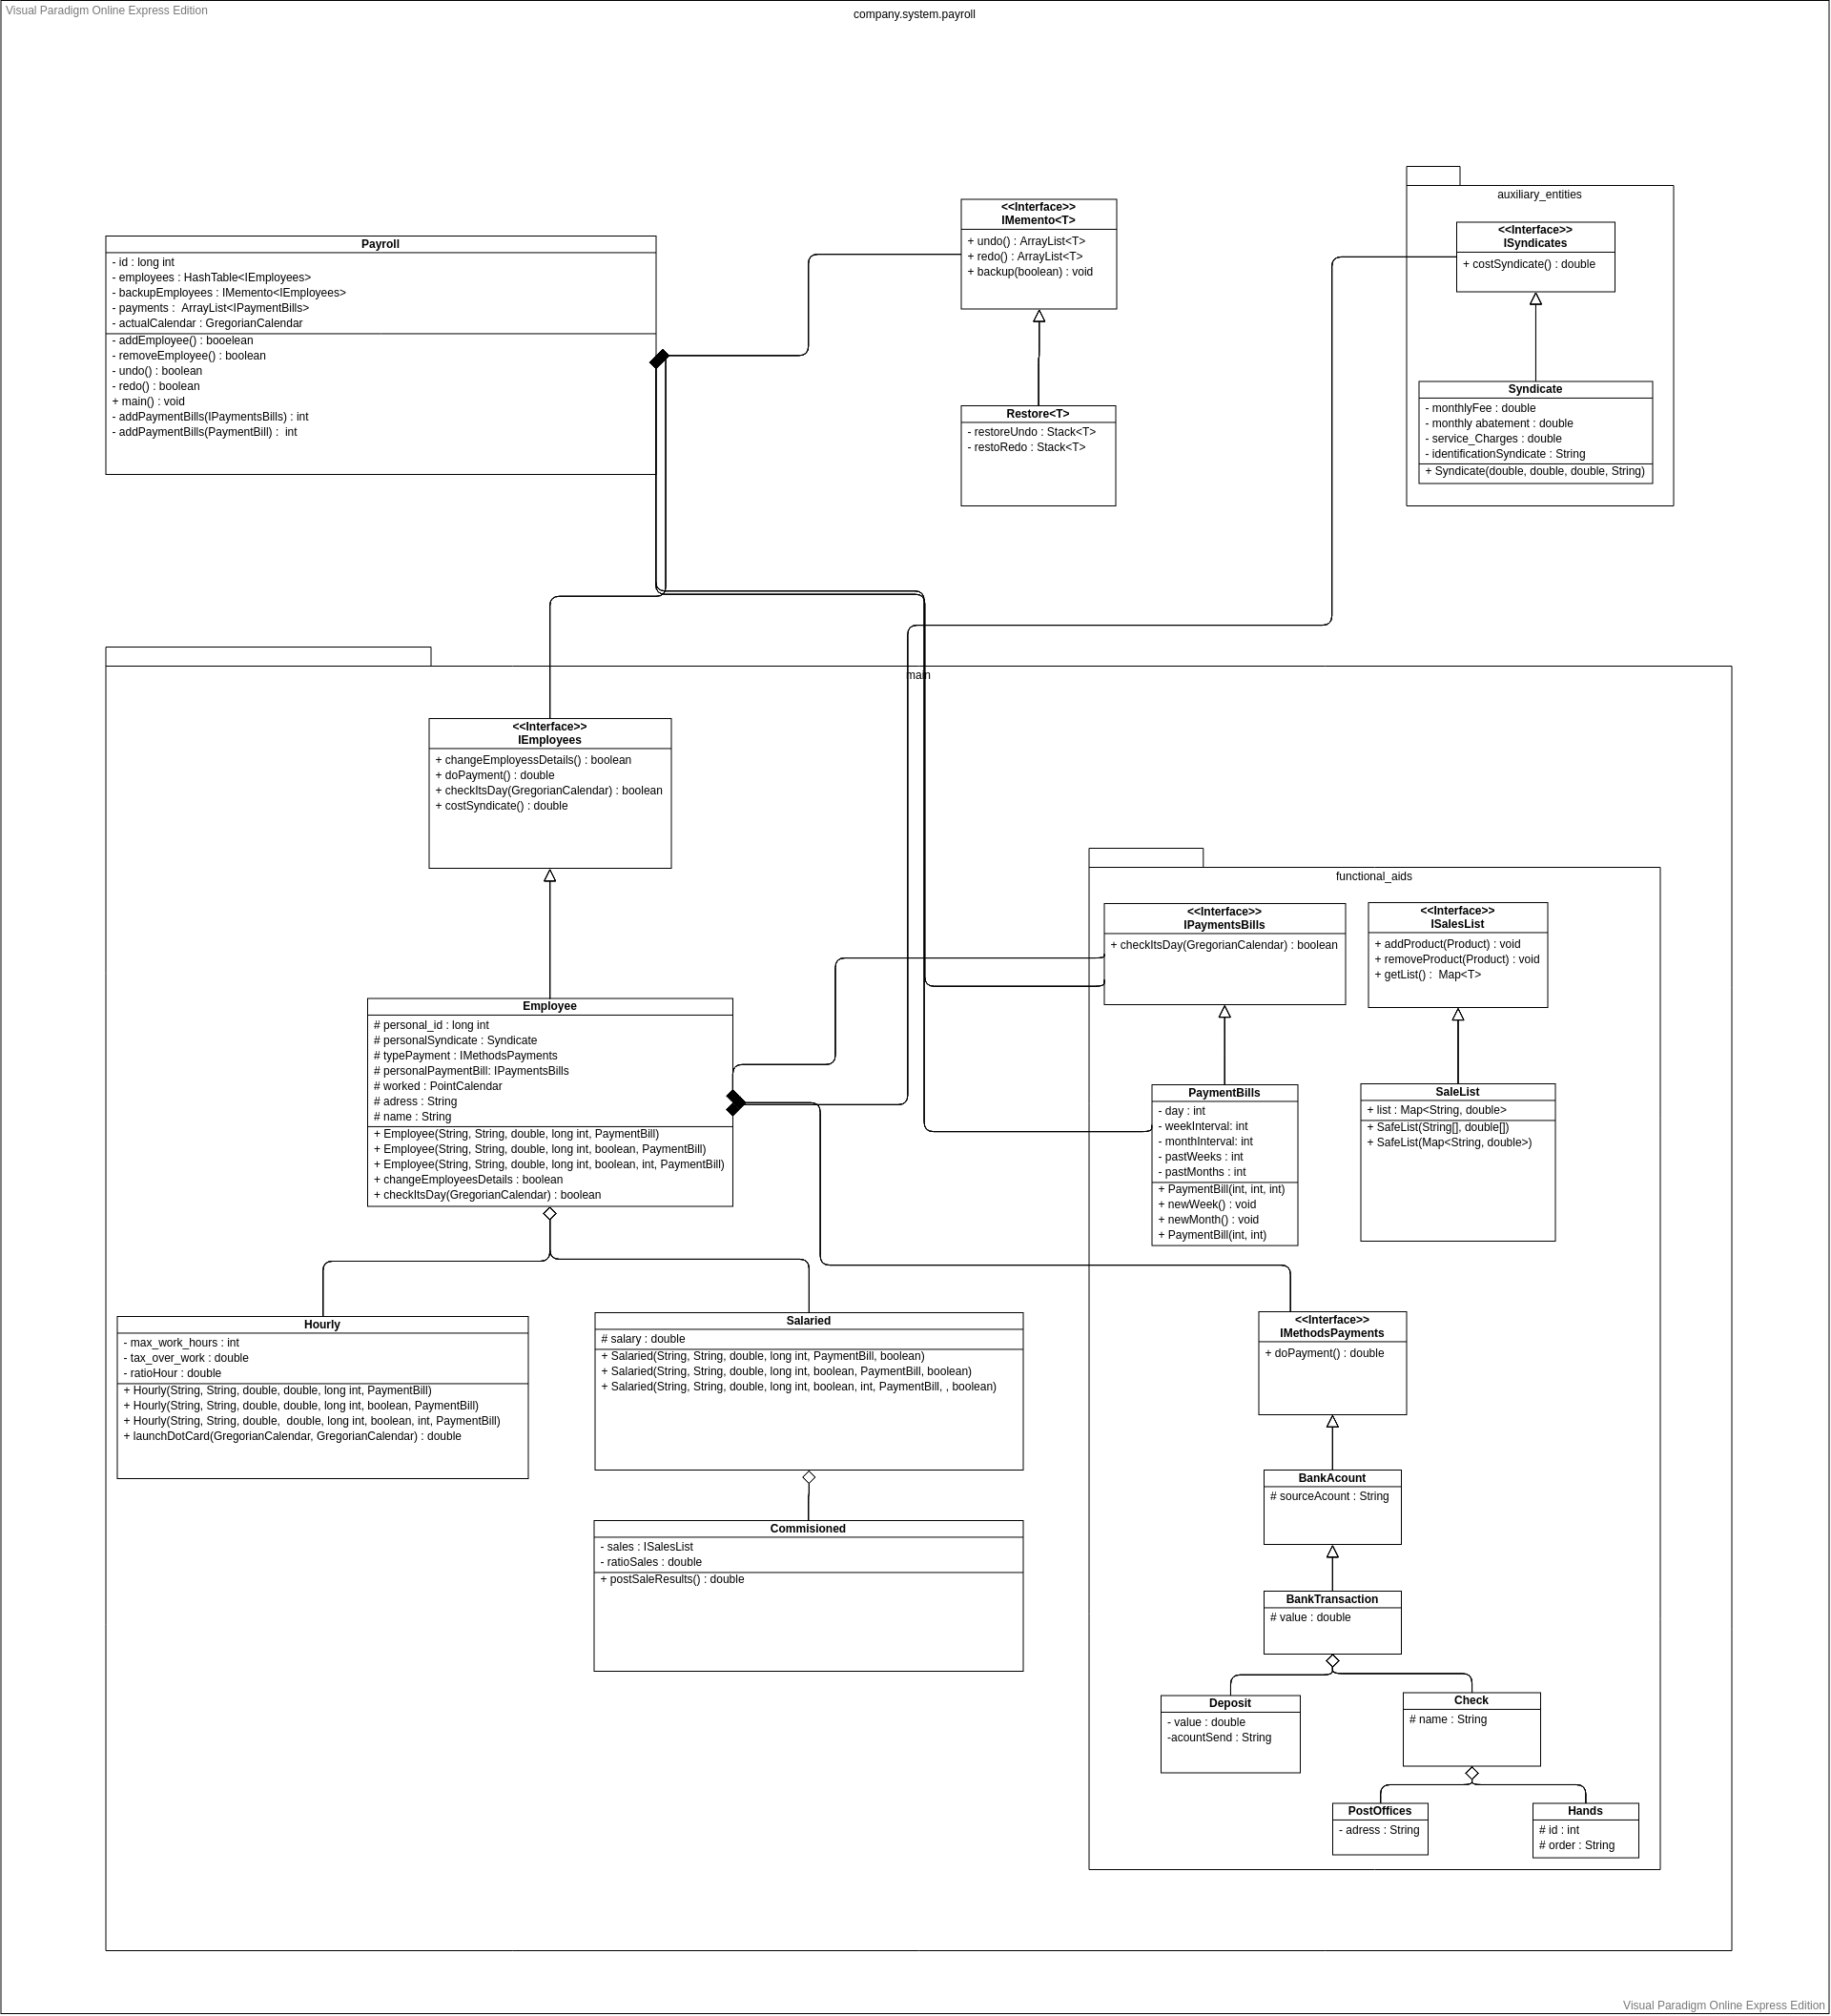 Visual Paradigm Online Express Edition
company.system.payroll
Payroll
- id : long int
- employees : HashTable<IEmployees>
- backupEmployees : IMemento<IEmployees>
- payments :  ArrayList<IPaymentBills>
- actualCalendar : GregorianCalendar
- addEmployee() : booelean
- removeEmployee() : boolean
- undo() : boolean
- redo() : boolean
+ main() : void
- addPaymentBills(IPaymentsBills) : int
- addPaymentBills(PaymentBill) :  int
<<Interface>>
IMemento<T>
+ undo() : ArrayList<T>
+ redo() : ArrayList<T>
+ backup(boolean) : void
Restore<T>
- restoreUndo : Stack<T>
- restoRedo : Stack<T>
auxiliary_entities
<<Interface>>
ISyndicates
+ costSyndicate() : double
Syndicate
- monthlyFee : double
- monthly abatement : double
- service_Charges : double
- identificationSyndicate : String
+ Syndicate(double, double, double, String)
main
<<Interface>>
IEmployees
+ changeEmployessDetails() : boolean
+ doPayment() : double
+ checkItsDay(GregorianCalendar) : boolean
+ costSyndicate() : double
Employee
# personal_id : long int
# personalSyndicate : Syndicate
# typePayment : IMethodsPayments
# personalPaymentBill: IPaymentsBills
# worked : PointCalendar
# adress : String
# name : String
+ Employee(String, String, double, long int, PaymentBill)
+ Employee(String, String, double, long int, boolean, PaymentBill)
+ Employee(String, String, double, long int, boolean, int, PaymentBill)
+ changeEmployeesDetails : boolean
+ checkItsDay(GregorianCalendar) : boolean
Hourly
- max_work_hours : int
- tax_over_work : double
- ratioHour : double
+ Hourly(String, String, double, double, long int, PaymentBill)
+ Hourly(String, String, double, double, long int, boolean, PaymentBill)
+ Hourly(String, String, double,  double, long int, boolean, int, PaymentBill)
+ launchDotCard(GregorianCalendar, GregorianCalendar) : double
Salaried
# salary : double
+ Salaried(String, String, double, long int, PaymentBill, boolean)
+ Salaried(String, String, double, long int, boolean, PaymentBill, boolean)
+ Salaried(String, String, double, long int, boolean, int, PaymentBill, , boolean)
Commisioned
- sales : ISalesList
- ratioSales : double
+ postSaleResults() : double
functional_aids
<<Interface>>
IPaymentsBills
+ checkItsDay(GregorianCalendar) : boolean
<<Interface>>
ISalesList
+ addProduct(Product) : void
+ removeProduct(Product) : void
+ getList() :  Map<T>
PaymentBills
- day : int
- weekInterval: int
- monthInterval: int
- pastWeeks : int
- pastMonths : int
+ PaymentBill(int, int, int)
+ newWeek() : void
+ newMonth() : void
+ PaymentBill(int, int)
SaleList
+ list : Map<String, double>
+ SafeList(String[], double[])
+ SafeList(Map<String, double>)
<<Interface>>
IMethodsPayments
+ doPayment() : double
BankAcount
# sourceAcount : String
BankTransaction
# value : double
Deposit
- value : double
-acountSend : String
Check
# name : String
PostOffices
- adress : String
Hands
# id : int
# order : String
Visual Paradigm Online Express Edition